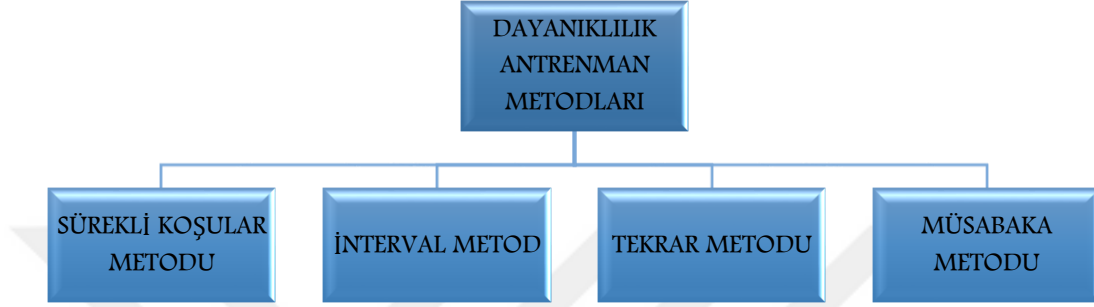 DAYANIKLILIK
ANTRENMAN
METODLARI
SÜREKLİ KOŞULAR
METODU
İNTERVAL METOD
TEKRAR METODU
MÜSABAKA
METODU